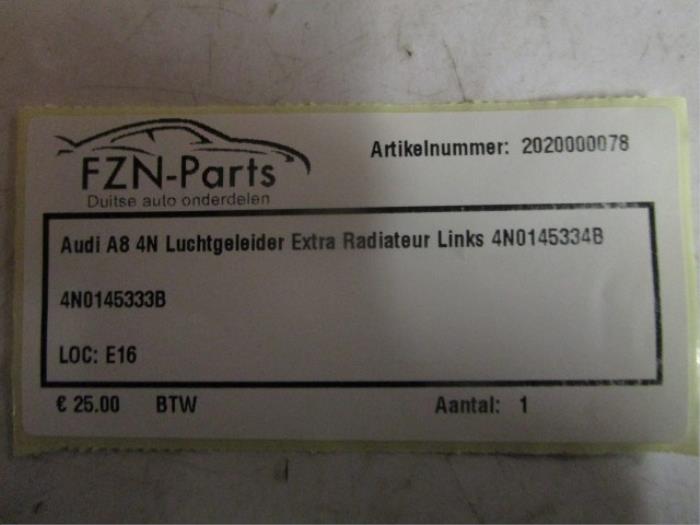 FZN-Parts
Duitse auto onderdelen
Artikelnummer: 2020000078
Audi A8 4N Luchtgeleider Extra Radiateur Links 4N0145334B
4N0145333B
LOC: E16
€ 25.00 BTW Aantal: 1